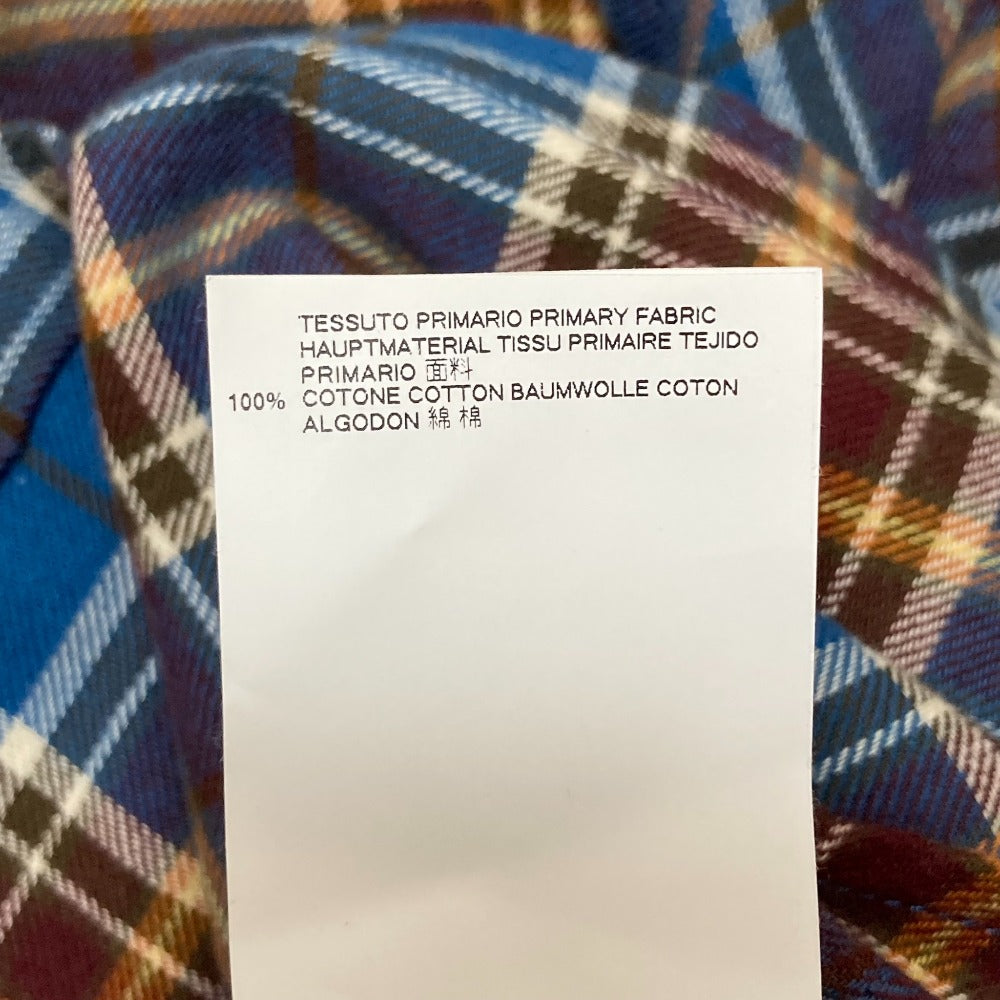 TESSUTO PRIMARIO PRIMARY FABRIC
HAUPTMATERIAL TISSU PRIMAIRE TEJIDO
PRIMARIO 面料
100% COTONE COTTON BAUMWOLLE COTON
ALGODON 綿 棉